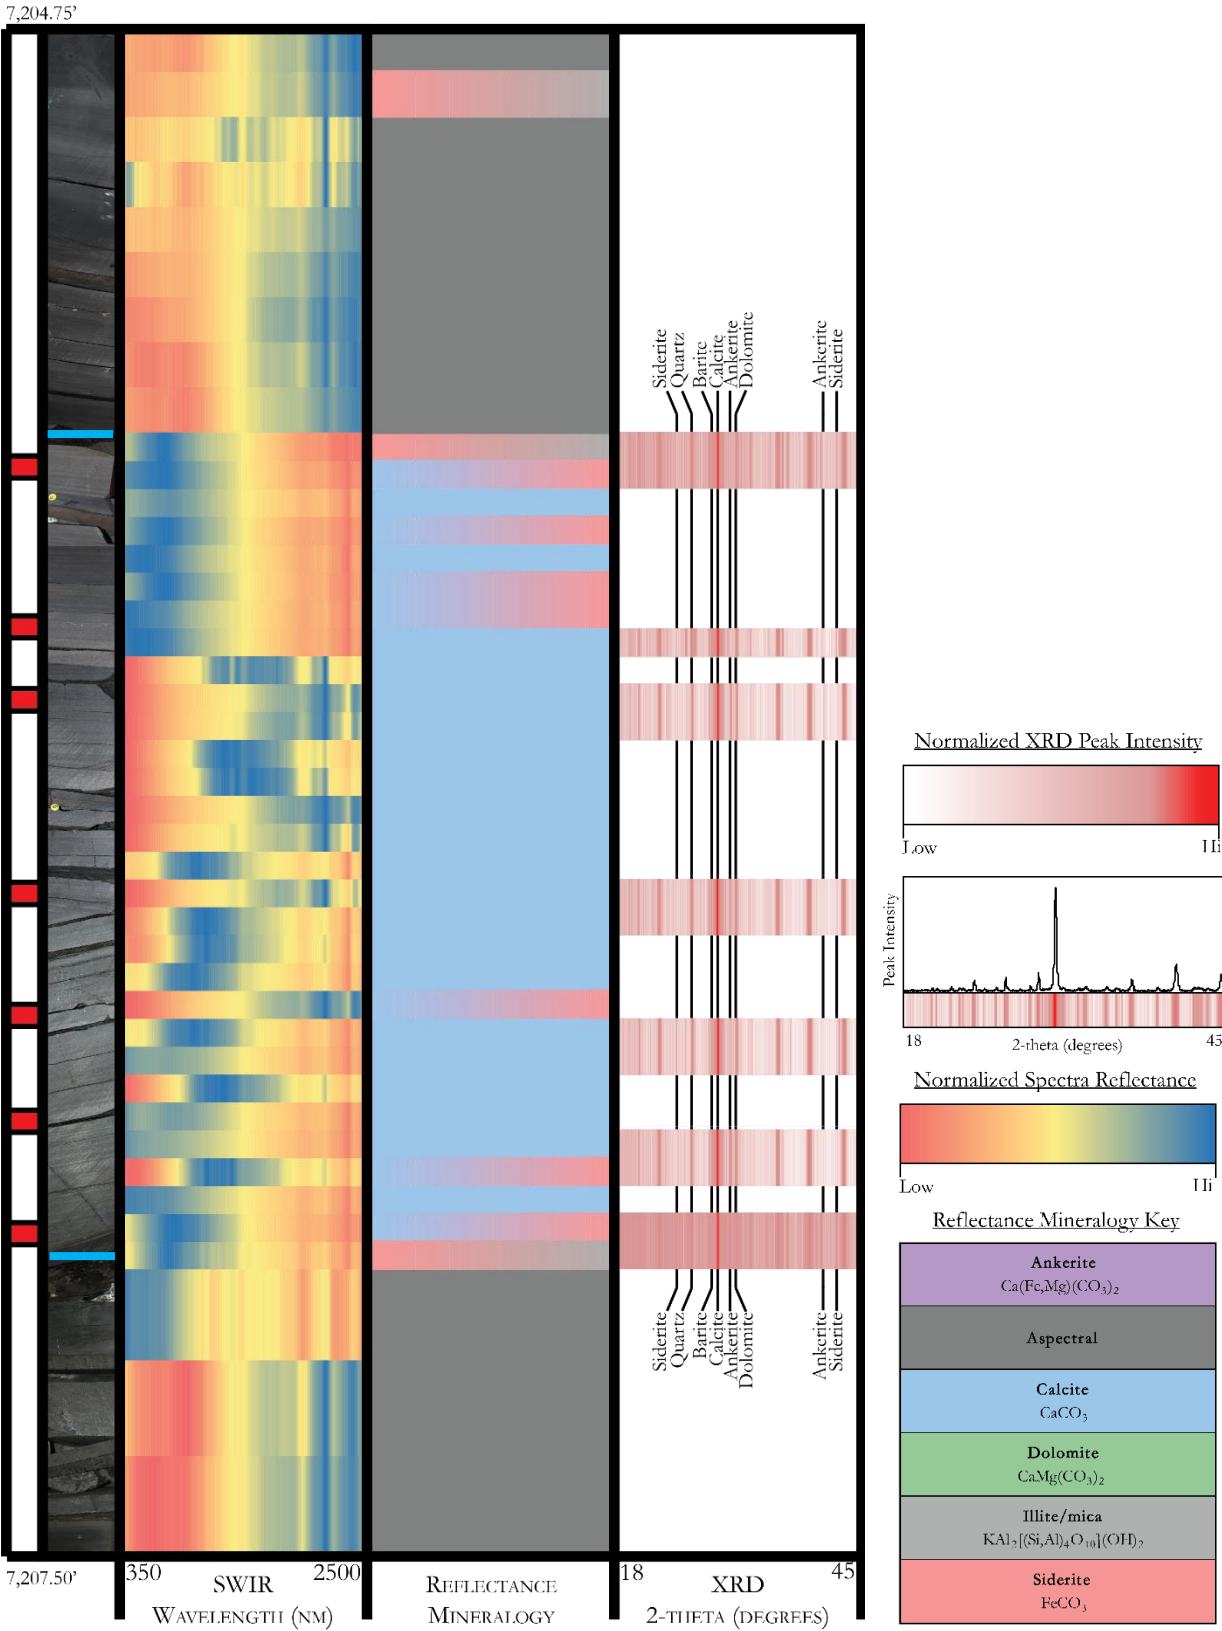 7,204.75’
Siderite
Quartz
Barite
Calcite
Ankerite
Dolomite
Ankerite
Siderite
Normalized XRD Peak Intensity
Low
Hi
Peak Intensity
18
45
2-theta (degrees)
Normalized Spectra Reflectance
Low
Hi
Reflectance Mineralogy Key
Ankerite
Ca(Fe,Mg)(CO₃)₂
Aspectral
Calcite
CaCO₃
Dolomite
CaMg(CO₃)₂
Illite/mica
KAl₂[(Si,Al)₄O₁₀](OH)₂
Siderite
FeCO₃
Siderite
Quartz
Barite
Calcite
Ankerite
Dolomite
Ankerite
Siderite
7,207.50’
350
2500
SWIR
WAVELENGTH (NM)
REFLECTANCE
MINERALOGY
18
45
XRD
2-THETA (DEGREES)